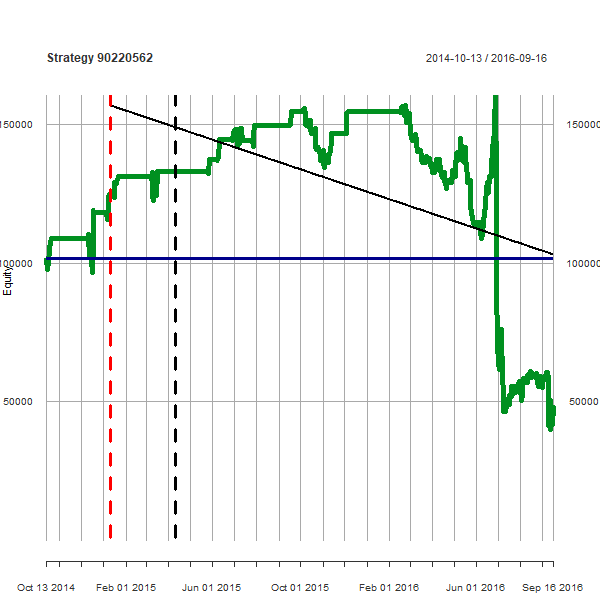 Strategy 90220562
2014-10-13 / 2016-09-16
150000 150000
100000 100000
Equity
50000 50000
Oct 13 2014 Feb 01 2015 Jun 01 2015 Oct 01 2015 Feb 01 2016 Jun 01 2016 Sep 16 2016